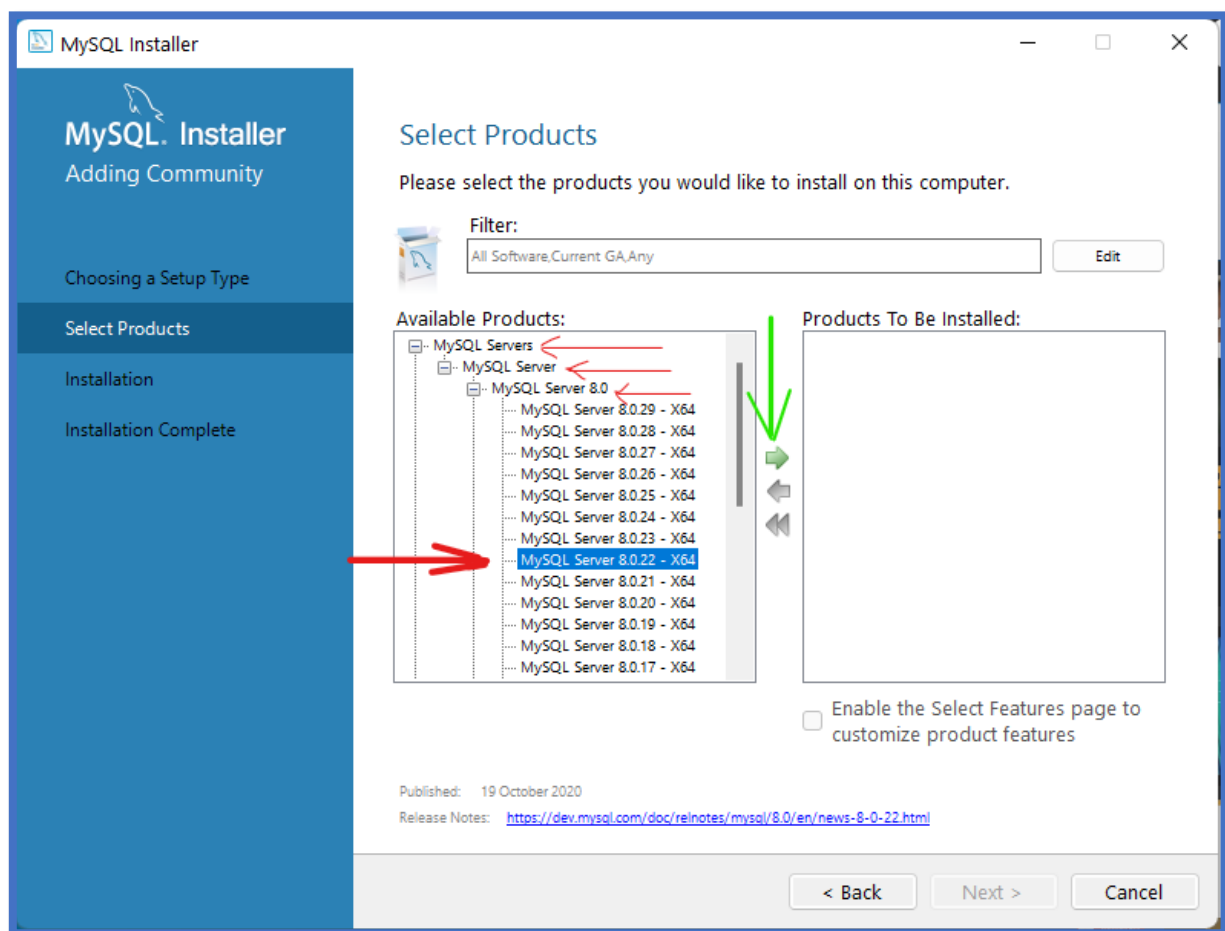 MySQL Installer
MySQL. Installer
Adding Community
Choosing a Setup Type
Select Products
Installation
Installation Complete
Select Products
Please select the products you would like to install on this computer.
Filter:
All Software,Current GA,Any
Edit
Available Products:
MySQL Servers
MySQL Server
MySQL Server 8.0
MySQL Server 8.0.29 - X64
MySQL Server 8.0.28 - X64
MySQL Server 8.0.27 - X64
MySQL Server 8.0.26 - X64
MySQL Server 8.0.25 - X64
MySQL Server 8.0.24 - X64
MySQL Server 8.0.23 - X64
MySQL Server 8.0.22 - X64
MySQL Server 8.0.21 - X64
MySQL Server 8.0.20 - X64
MySQL Server 8.0.19 - X64
MySQL Server 8.0.18 - X64
MySQL Server 8.0.17 - X64
Products To Be Installed:
Enable the Select Features page to
customize product features
Published: 19 October 2020
Release Notes: https://dev.mysql.com/doc/relnotes/mysql/8.0/en/news-8-0-22.html
< Back
Next >
Cancel